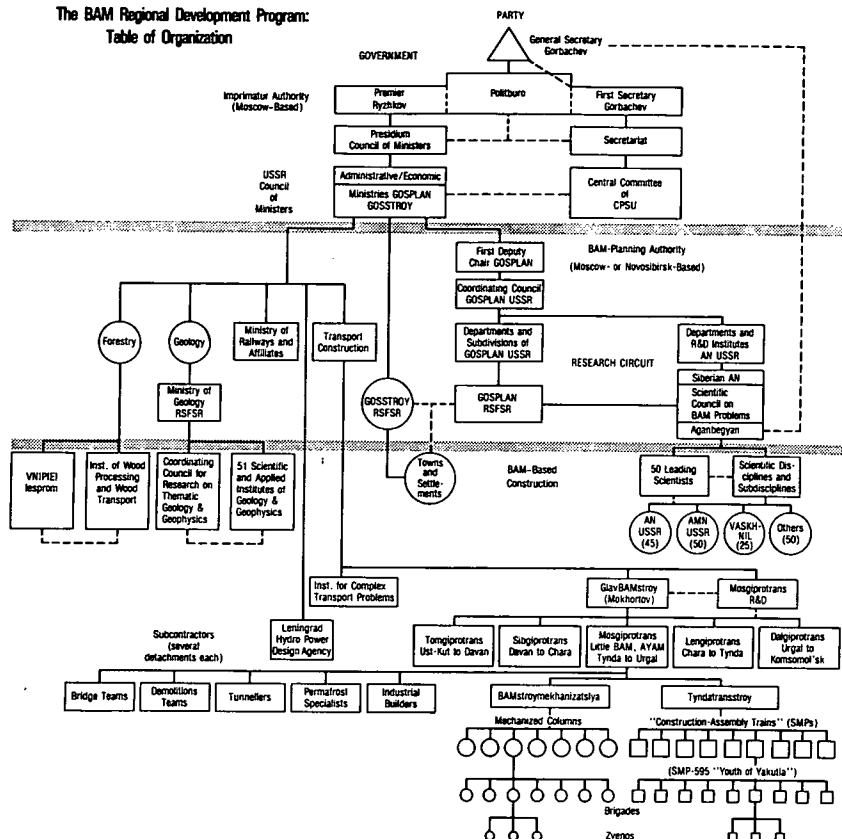 The BAM Regional Development Program:
Table of Organization
PARTY
General Secretary
Gorbachev
GOVERNMENT
Imprimatur Authority
(Moscow-Based)
Premier
Ryzhkov
Politburo
First Secretary
Gorbachev
Presidium
Council of Ministers
Secretariat
USSR
Council
of
Ministers
Administrative/Economic
Ministries GOSPLAN
GOSSTROY
Central Committee
of
CPSU
First Deputy
Chair GOSPLAN
BAM-Planning Authority
(Moscow- or Novosibirsk-Based)
Coordinating Council
GOSPLAN USSR
Forestry
Geology
Ministry of
Railways and
Affiliates
Transport
Construction
Departments and
Subdivisions of
GOSPLAN USSR
RESEARCH CIRCUIT
Departments and
R&D Institutes
AN USSR
Ministry of
Geology
RSFSR
GOSSTROY
RSFSR
GOSPLAN
RSFSR
Siberian AN
Scientific
Council on
BAM Problems
Aganbegyan
VNIPIEI
lesprom
Inst. of Wood
Processing
and Wood
Transport
Coordinating
Council for
Research on
Thematic
Geology &
Geophysics
51 Scientific
and Applied
Institutes of
Geology &
Geophysics
Towns
and
Settle-
ments
BAM-Based
Construction
50 Leading
Scientists
Scientific Dis-
ciplines and
Subdisciplines
AN
USSR
(45)
AMN
USSR
(50)
VASKH-
NIL
(25)
Others
(50)
Inst. for Complex
Transport Problems
GlavBAMstroy
(Mokhortov)
Mosgiprotrans
R&D
Leningrad
Hydro Power
Design Agency
Subcontractors
(several
detachments each)
Tomgiprotrans
Ust-Kut to Davan
Sibgiprotrans
Davan to Chara
Mosgiprotrans
Little BAM, AYAM
Tynda to Urgal
Lengiprotrans
Chara to Tynda
Dalgiprotrans
Urgal to
Komsomol'sk
Bridge Teams
Demolitions
Teams
Tunnellers
Permafrost
Specialists
Industrial
Builders
BAMstroymekhanizatsiya
Tyndatransstroy
Mechanized Columns
"Construction-Assembly Trains" (SMPs)
(SMP-595 "Youth of Yakutia")
Brigades
Zvenos